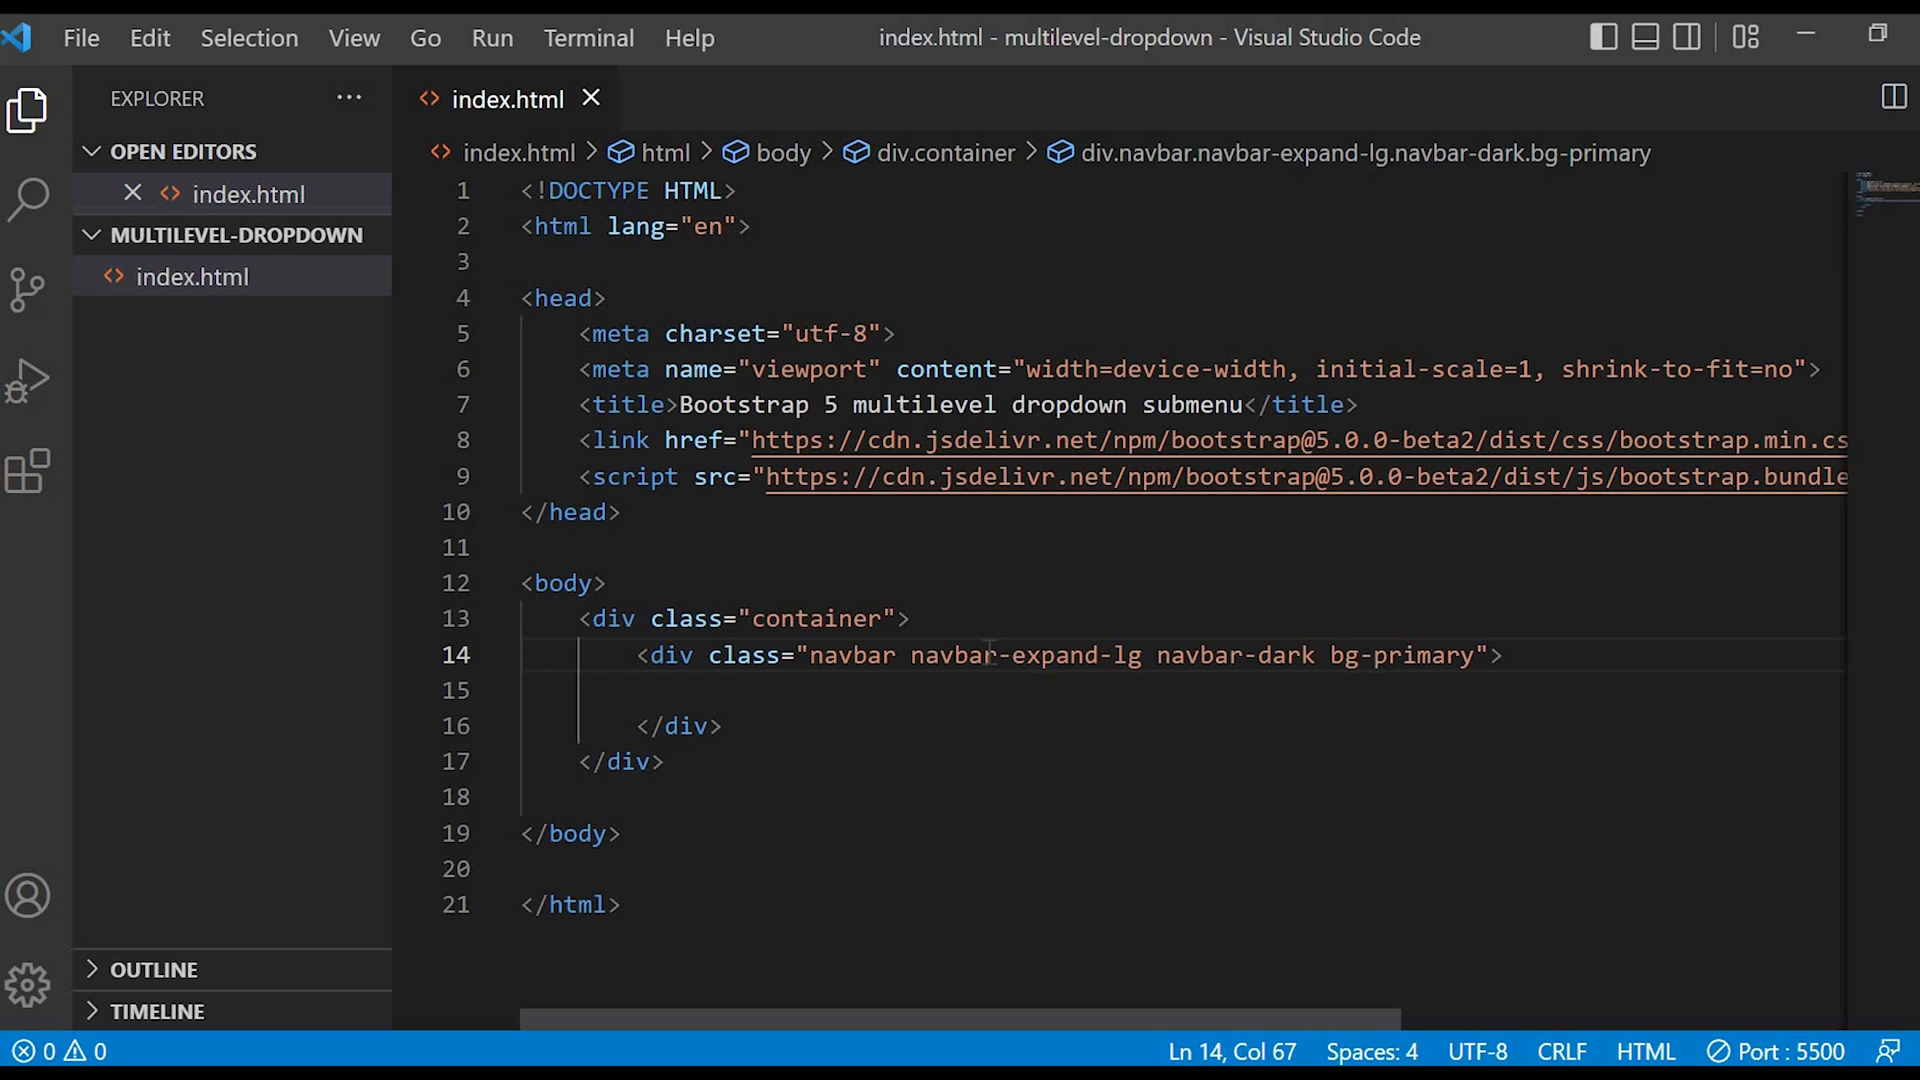 File Edit Selection View Go Run Terminal Help index.html - multilevel-dropdown - Visual Studio Code
EXPLORER ···
OPEN EDITORS
index.html
MULTILEVEL-DROPDOWN
index.html
OUTLINE
TIMELINE
index.html
index.html > html > body > div.container > div.navbar.navbar-expand-lg.navbar-dark.bg-primary
1 <!DOCTYPE HTML>
2 <html lang="en">
3
4 <head>
5 <meta charset="utf-8">
6 <meta name="viewport" content="width=device-width, initial-scale=1, shrink-to-fit=no">
7 <title>Bootstrap 5 multilevel dropdown submenu</title>
8 <link href="https://cdn.jsdelivr.net/npm/bootstrap@5.0.0-beta2/dist/css/bootstrap.min.cs
9 <script src="https://cdn.jsdelivr.net/npm/bootstrap@5.0.0-beta2/dist/js/bootstrap.bundle
10 </head>
11
12 <body>
13 <div class="container">
14 <div class="navbar navbar-expand-lg navbar-dark bg-primary">
15
16 </div>
17 </div>
18
19 </body>
20
21 </html>
0 0 Ln 14, Col 67 Spaces: 4 UTF-8 CRLF HTML Port : 5500